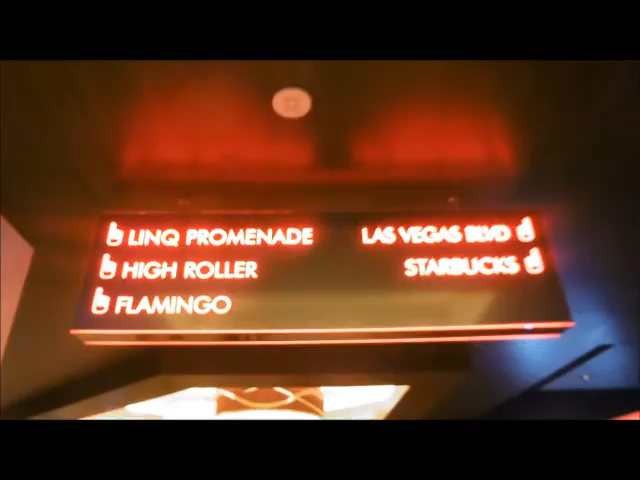 LINQ PROMENADE
HIGH ROLLER
FLAMINGO
LAS VEGAS BLVD
STARBUCKS